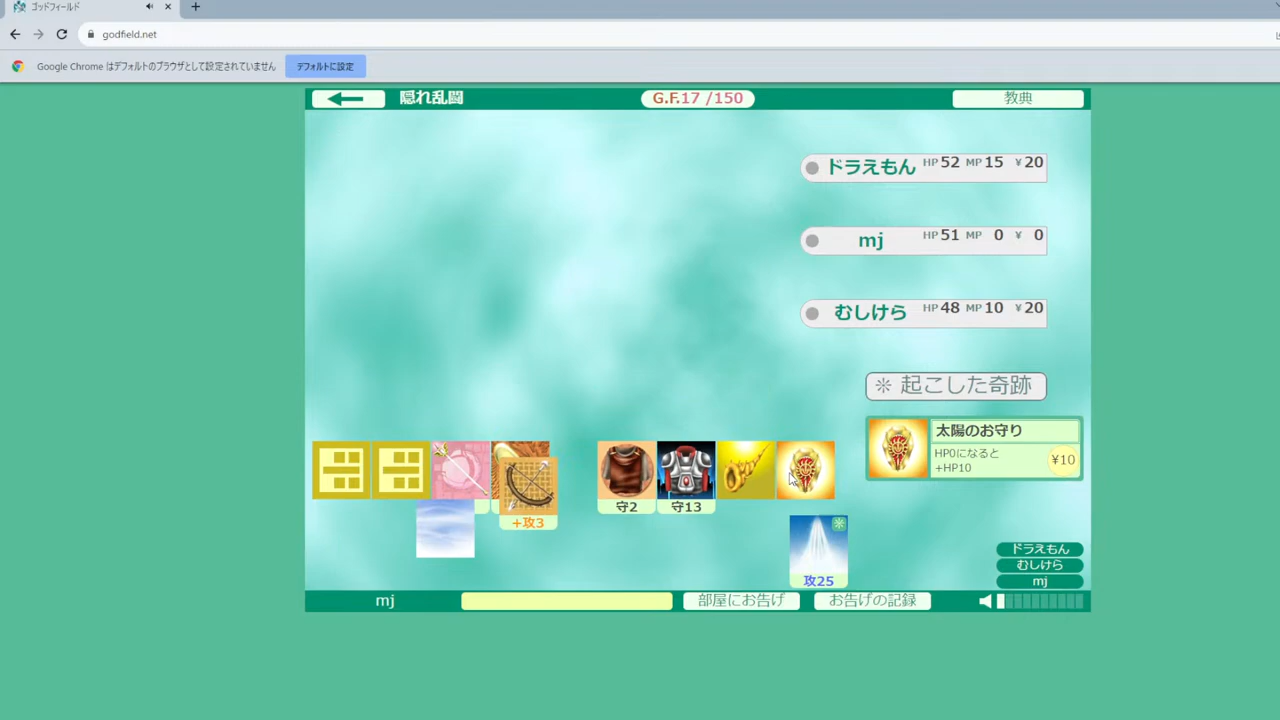 ゴッドフィールド
godfield.net
Google Chrome はデフォルトのブラウザとして設定されていません
デフォルトに設定
隠れ乱闘
G.F.17 /150
教典
ドラえもん HP 52 MP 15 ¥ 20
mj HP 51 MP 0 ¥ 0
むしけら HP 48 MP 10 ¥ 20
※ 起こした奇跡
太陽のお守り
HP0になると
+HP10
¥10
守2
守13
+攻3
攻25
ドラえもん
むしけら
mj
mj
部屋にお告げ
お告げの記録